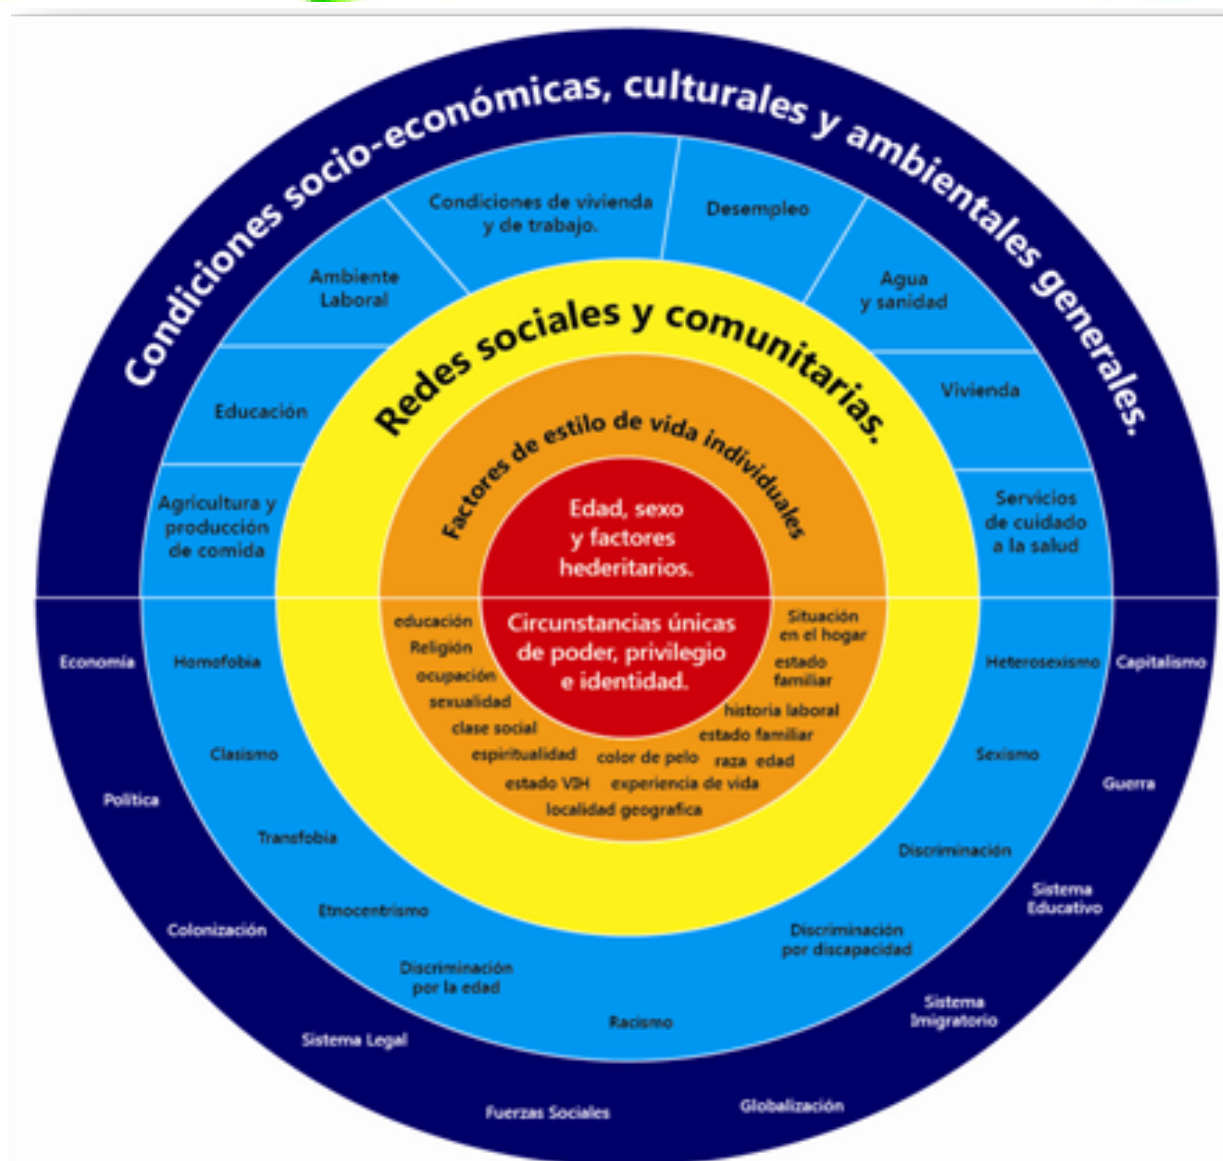 Condiciones socio-económicas, culturales y ambientales generales.
Condiciones de vivienda
y de trabajo.
Desempleo
Ambiente
Laboral
Agua
y sanidad
Educación
Vivienda
Agricultura y
producción
de comida
Servicios
de cuidado
a la salud
Redes sociales y comunitarias.
Factores de estilo de vida individuales
Edad, sexo
y factores
hederitarios.
Circunstancias únicas
de poder, privilegio
e identidad.
educación
Religión
ocupación
sexualidad
clase social
espiritualidad
estado VIH
localidad geografica
experiencia de vida
color de pelo
raza edad
estado familiar
historia laboral
estado
familiar
Situación
en el hogar
Homofobia
Clasismo
Transfobia
Etnocentrismo
Discriminación
por la edad
Racismo
Discriminación
por discapacidad
Discriminación
Sexismo
Heterosexismo
Economía
Política
Colonización
Sistema Legal
Fuerzas Sociales
Globalización
Sistema
Imigratorio
Sistema
Educativo
Guerra
Capitalismo